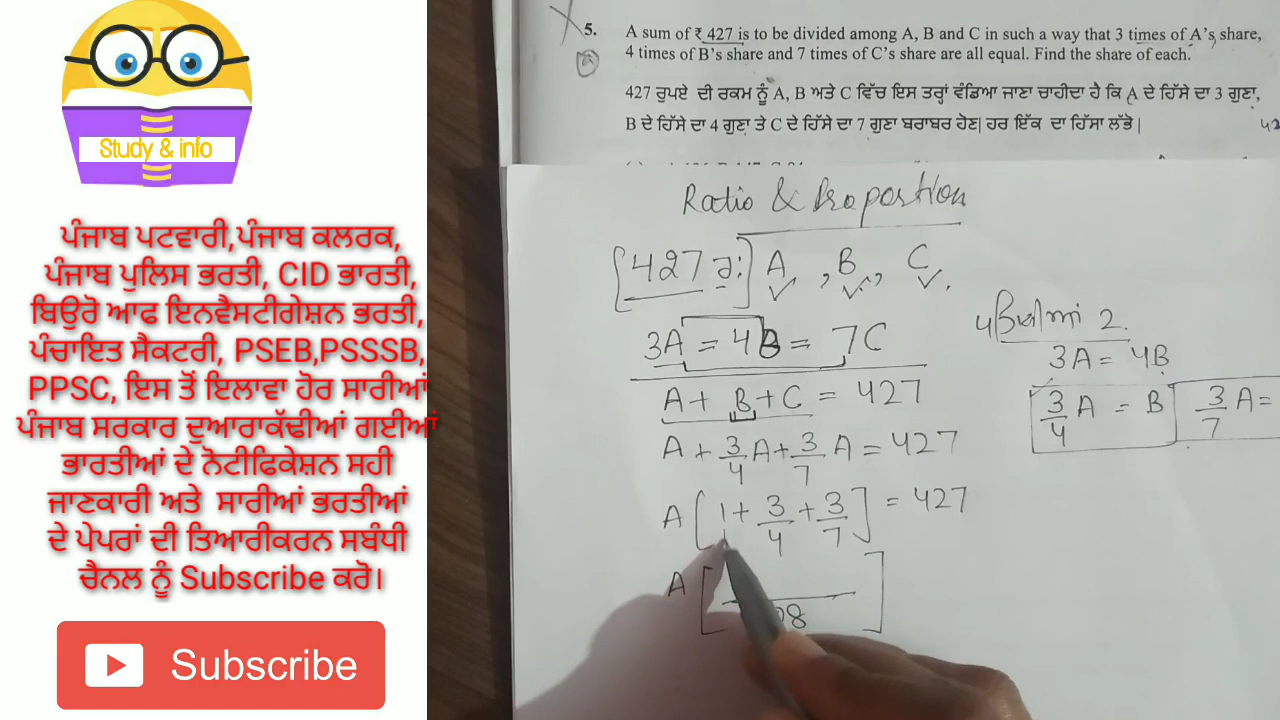 Study & info
ਪੰਜਾਬ ਪਟਵਾਰੀ,ਪੰਜਾਬ ਕਲਰਕ,
ਪੰਜਾਬ ਪੁਲਿਸ ਭਰਤੀ, CID ਭਾਰਤੀ,
ਬਿਉਰੋ ਆਫ ਇਨਵੈਸਟੀਗੇਸ਼ਨ ਭਰਤੀ,
ਪੰਚਾਇਤ ਸੈਕਟਰੀ, PSEB,PSSSB,
PPSC, ਇਸ ਤੋਂ ਇਲਾਵਾ ਹੋਰ ਸਾਰੀਆਂ
ਪੰਜਾਬ ਸਰਕਾਰ ਦੁਆਰਾਕੱਢੀਆਂ ਗਈਆਂ
ਭਾਰਤੀਆਂ ਦੇ ਨੋਟੀਫਿਕੇਸ਼ਨ ਸਹੀ
ਜਾਣਕਾਰੀ ਅਤੇ ਸਾਰੀਆਂ ਭਰਤੀਆਂ
ਦੇ ਪੇਪਰਾਂ ਦੀ ਤਿਆਰੀਕਰਨ ਸਬੰਧੀ
ਚੈਨਲ ਨੂੰ Subscribe ਕਰੋ।
Subscribe
5. A sum of ₹ 427 is to be divided among A, B and C in such a way that 3 times of A's share,
4 times of B's share and 7 times of C's share are all equal. Find the share of each.
427 ਰੁਪਏ ਦੀ ਰਕਮ ਨੂੰ A, B ਅਤੇ C ਵਿੱਚ ਇਸ ਤਰ੍ਹਾਂ ਵੰਡਿਆ ਜਾਣਾ ਚਾਹੀਦਾ ਹੈ ਕਿ A ਦੇ ਹਿੱਸੇ ਦਾ 3 ਗੁਣਾ,
B ਦੇ ਹਿੱਸੇ ਦਾ 4 ਗੁਣਾ ਤੇ C ਦੇ ਹਿੱਸੇ ਦਾ 7 ਗੁਣਾ ਬਰਾਬਰ ਹੋਣ| ਹਰ ਇੱਕ ਦਾ ਹਿੱਸਾ ਲੱਭੋ |
Ratio & Proportion
[427 ਰੁ:] A, B, C.
3A = 4B = 7C
A + B + C = 427
A + 3/4 A + 3/7 A = 427
A [1 + 3/4 + 3/7] = 427
A [ 8 ]
2.
3A = 4B
3/4 A = B 3/7 A =